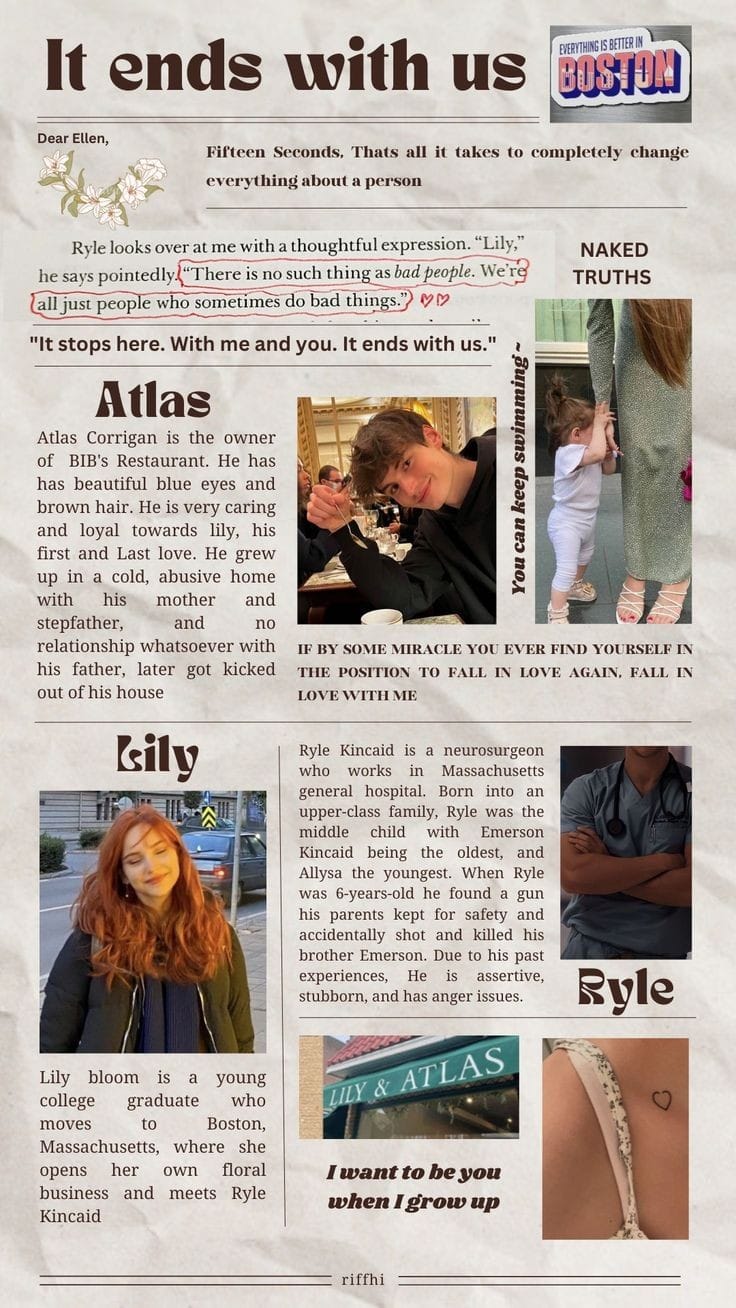 It ends with us
EVERYTHING IS BETTER IN
BOSTON
Dear Ellen,
Fifteen Seconds, Thats all it takes to completely change
everything about a person
Ryle looks over at me with a thoughtful expression. “Lily,”
he says pointedly. “There is no such thing as bad people. We’re
all just people who sometimes do bad things.”
NAKED
TRUTHS
"It stops here. With me and you. It ends with us."
Atlas
Atlas Corrigan is the owner
of BIB's Restaurant. He has
has beautiful blue eyes and
brown hair. He is very caring
and loyal towards lily, his
first and Last love. He grew
up in a cold, abusive home
with his mother and
stepfather, and no
relationship whatsoever with
his father, later got kicked
out of his house
You can keep swimming ~
IF BY SOME MIRACLE YOU EVER FIND YOURSELF IN
THE POSITION TO FALL IN LOVE AGAIN, FALL IN
LOVE WITH ME
Lily
Lily bloom is a young
college graduate who
moves to Boston,
Massachusetts, where she
opens her own floral
business and meets Ryle
Kincaid
Ryle Kincaid is a neurosurgeon
who works in Massachusetts
general hospital. Born into an
upper-class family, Ryle was the
middle child with Emerson
Kincaid being the oldest, and
Allysa the youngest. When Ryle
was 6-years-old he found a gun
his parents kept for safety and
accidentally shot and killed his
brother Emerson. Due to his past
experiences, He is assertive,
stubborn, and has anger issues.
Ryle
LILY & ATLAS
I want to be you
when I grow up
riffhi